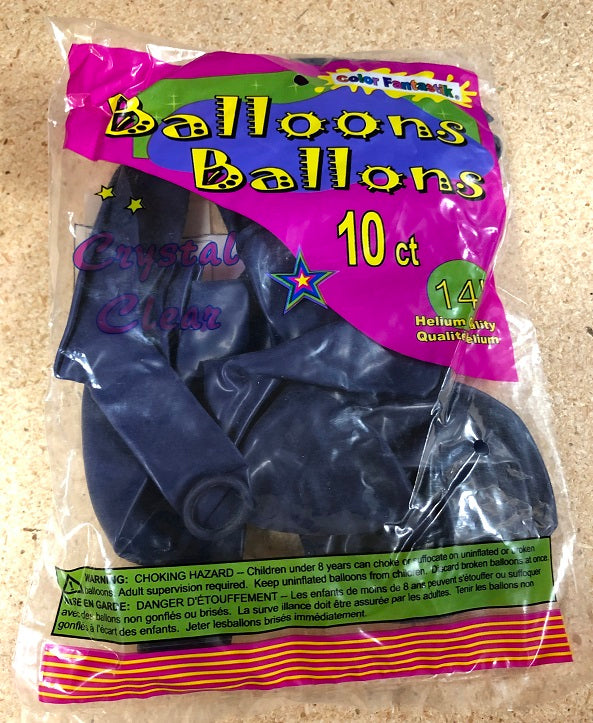 Color Fantastik®
Balloons
Ballons
10 ct
Crystal
Clear
14"
Helium Quality
Qualité Helium
WARNING: CHOKING HAZARD – Children under 8 years can choke or suffocate on uninflated or broken
balloons. Adult supervision required. Keep uninflated balloons from children. Discard broken balloons at once.
MISE EN GARDE: DANGER D'ÉTOUFFEMENT – Les enfants de moins de 8 ans peuvent s'étouffer ou suffoquer
avec des ballons non gonflés ou brisés. La surve illance doit être assurée par les adultes. Tenir les ballons non
gonflés à l'écart des enfants. Jeter lesballons brisés immédiatement.